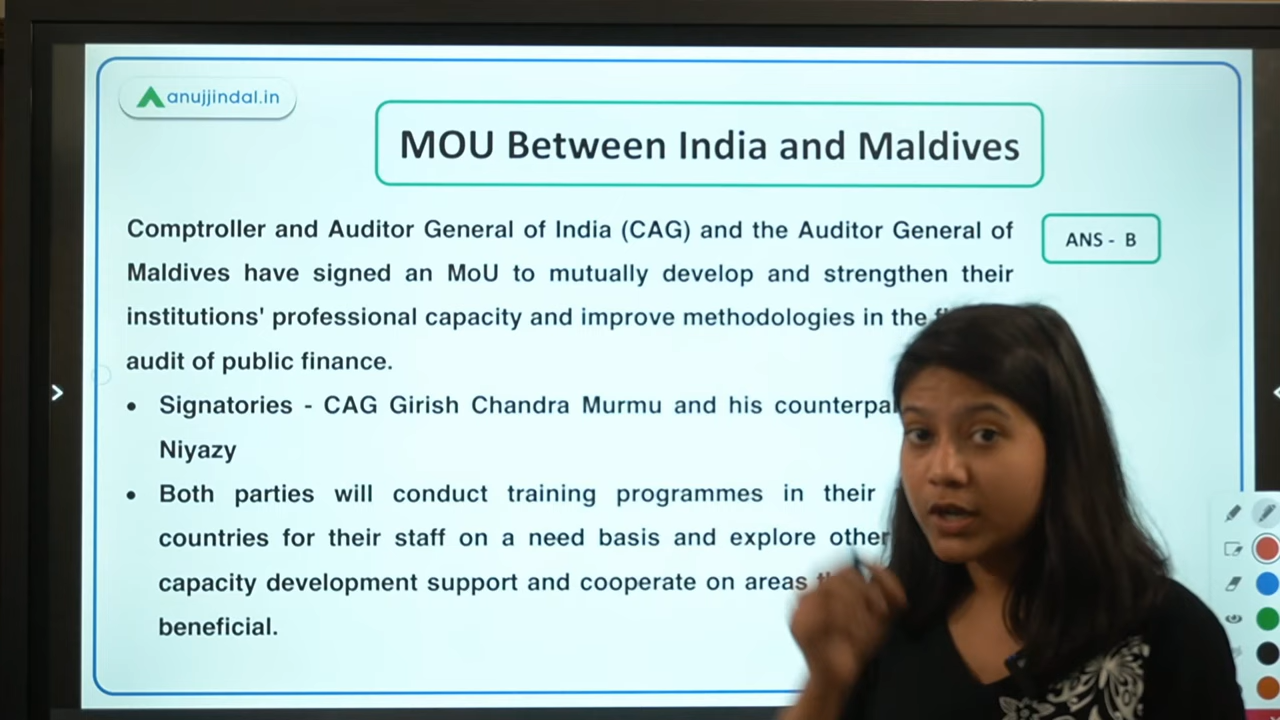 anujjindal.in
MOU Between India and Maldives
Comptroller and Auditor General of India (CAG) and the Auditor General of
ANS - B
Maldives have signed an MoU to mutually develop and strengthen their
institutions' professional capacity and improve methodologies in the
audit of public finance.
• Signatories - CAG Girish Chandra Murmu and his
Niyazy
• Both parties will conduct training programmes in their
countries for their staff on a need basis and explore other
capacity development support and cooperate on areas
beneficial.